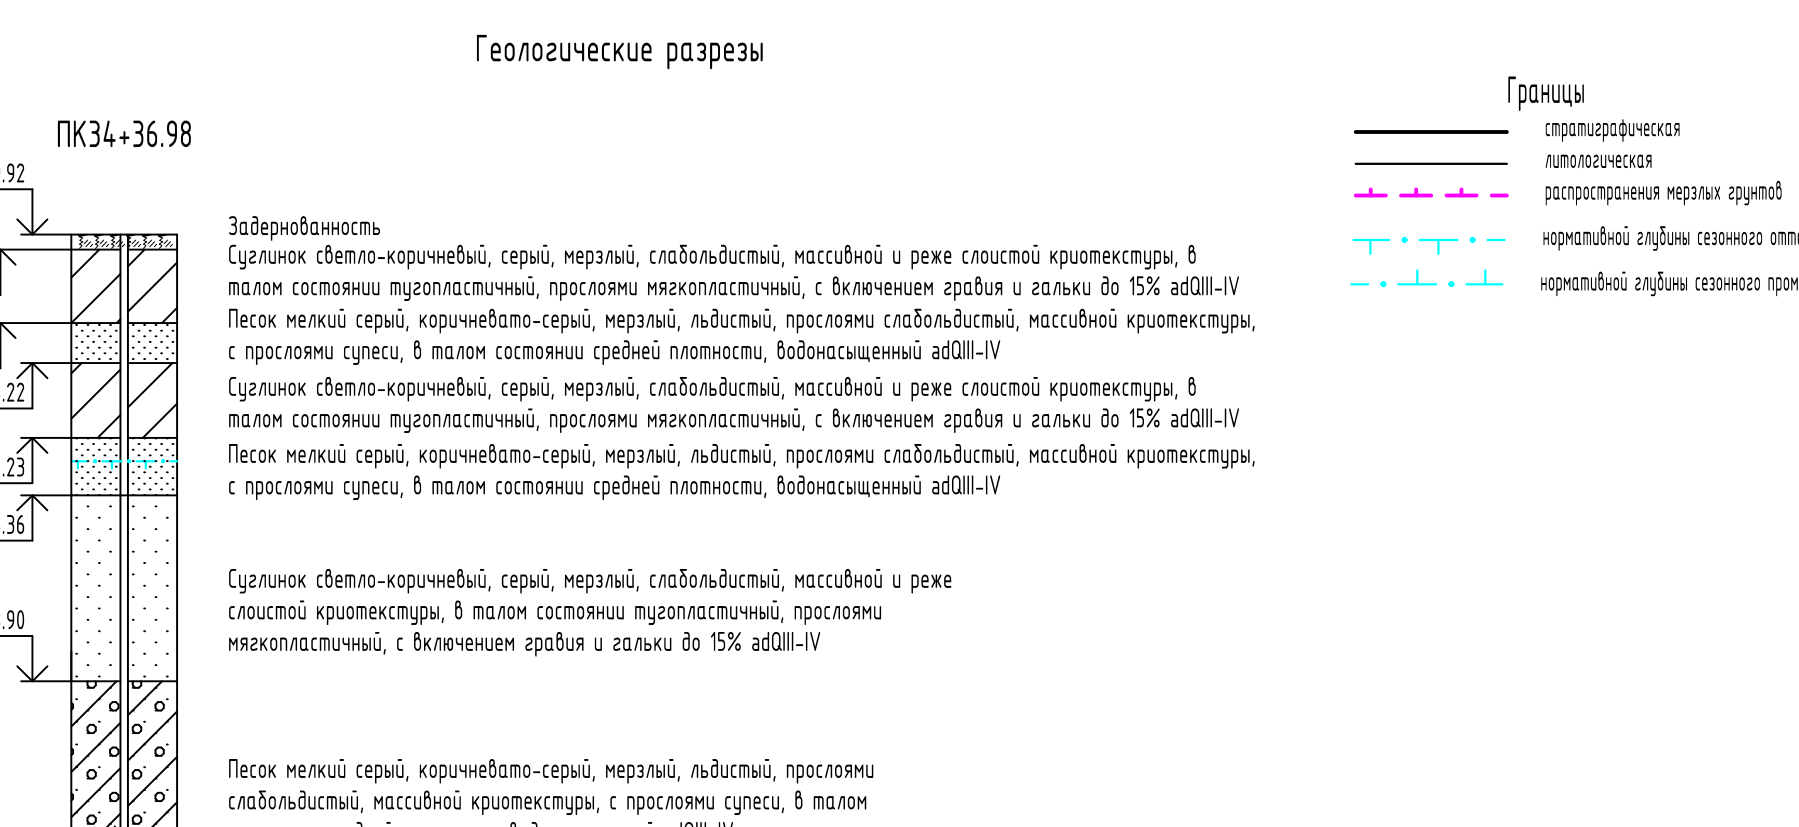 Геологические разрезы
Границы
стратиграфическая
литологическая
распространения мерзлых грунтов
нормативной глубины сезонного
нормативной глубины сезонного
ПК34+36.98
.92
.22
.23
.36
.90
Задернованность
Суглинок светло-коричневый, серый, мерзлый, слабольдистый, массивной и реже слоистой криотекстуры, в
талом состоянии тугопластичный, прослоями мягкопластичный, с включением гравия и гальки до 15% adQIII-IV
Песок мелкий серый, коричневато-серый, мерзлый, льдистый, прослоями слабольдистый, массивной криотекстуры,
с прослоями супеси, в талом состоянии средней плотности, водонасыщенный adQIII-IV
Суглинок светло-коричневый, серый, мерзлый, слабольдистый, массивной и реже слоистой криотекстуры, в
талом состоянии тугопластичный, прослоями мягкопластичный, с включением гравия и гальки до 15% adQIII-IV
Песок мелкий серый, коричневато-серый, мерзлый, льдистый, прослоями слабольдистый, массивной криотекстуры,
с прослоями супеси, в талом состоянии средней плотности, водонасыщенный adQIII-IV
Суглинок светло-коричневый, серый, мерзлый, слабольдистый, массивной и реже
слоистой криотекстуры, в талом состоянии тугопластичный, прослоями
мягкопластичный, с включением гравия и гальки до 15% adQIII-IV
Песок мелкий серый, коричневато-серый, мерзлый, льдистый, прослоями
слабольдистый, массивной криотекстуры, с прослоями супеси, в талом